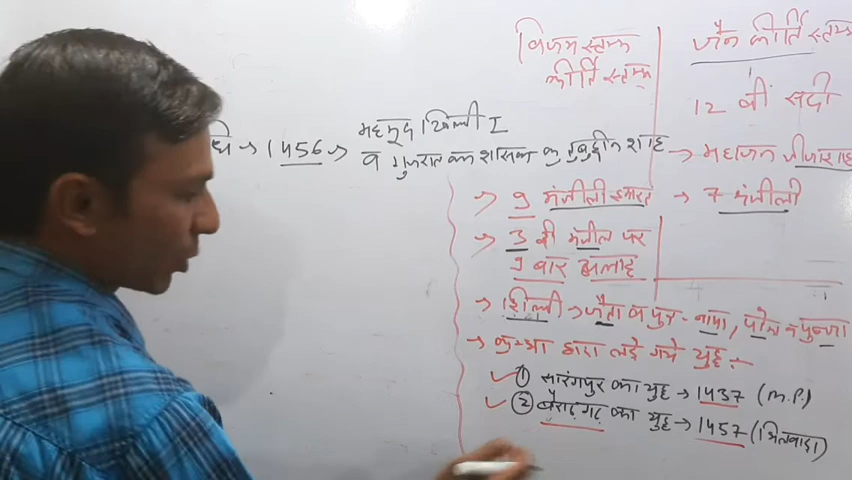 विजय स्तम्भ
कीर्ति स्तम्भ
जैन कीर्ति स्तम्भ
12 वीं सदी
→ महाजन जीजाशाह
धि → 1456 → महमूद खिल्जी I
व गुजरात का शासक कुतुबुद्दीन शाह
→ 9 मंजीली इमारत
→ 7 मंजीली
→ 3 री मंजील पर
9 बार अलाह
→ शिल्पी → जैता व पुत्र - नापा, पोमा व पुन्जा
→ कुम्भा द्वारा लड़े गये युद्ध :-
① सारंगपुर का युद्ध → 1437 (M.P.)
② बैराठगढ़ का युद्ध → 1457 (भिलवाड़ा)